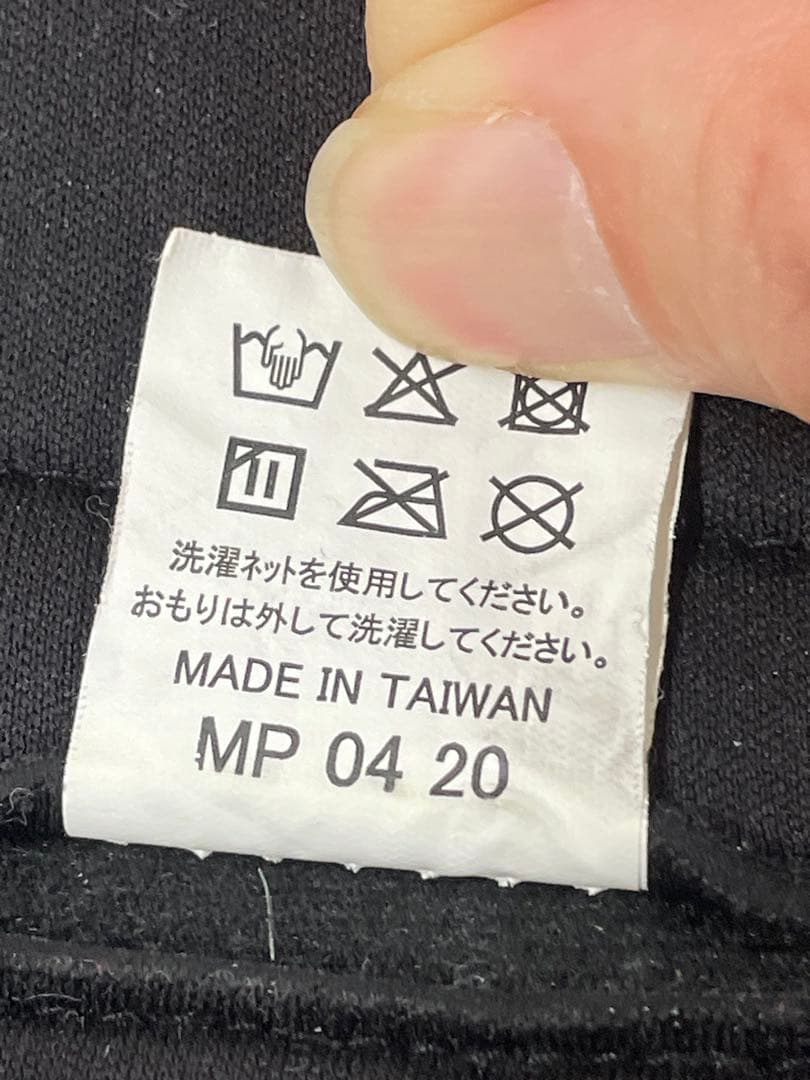 洗濯ネットを使用してください。
おもりは外して洗濯してください。
MADE IN TAIWAN
MP 04 20